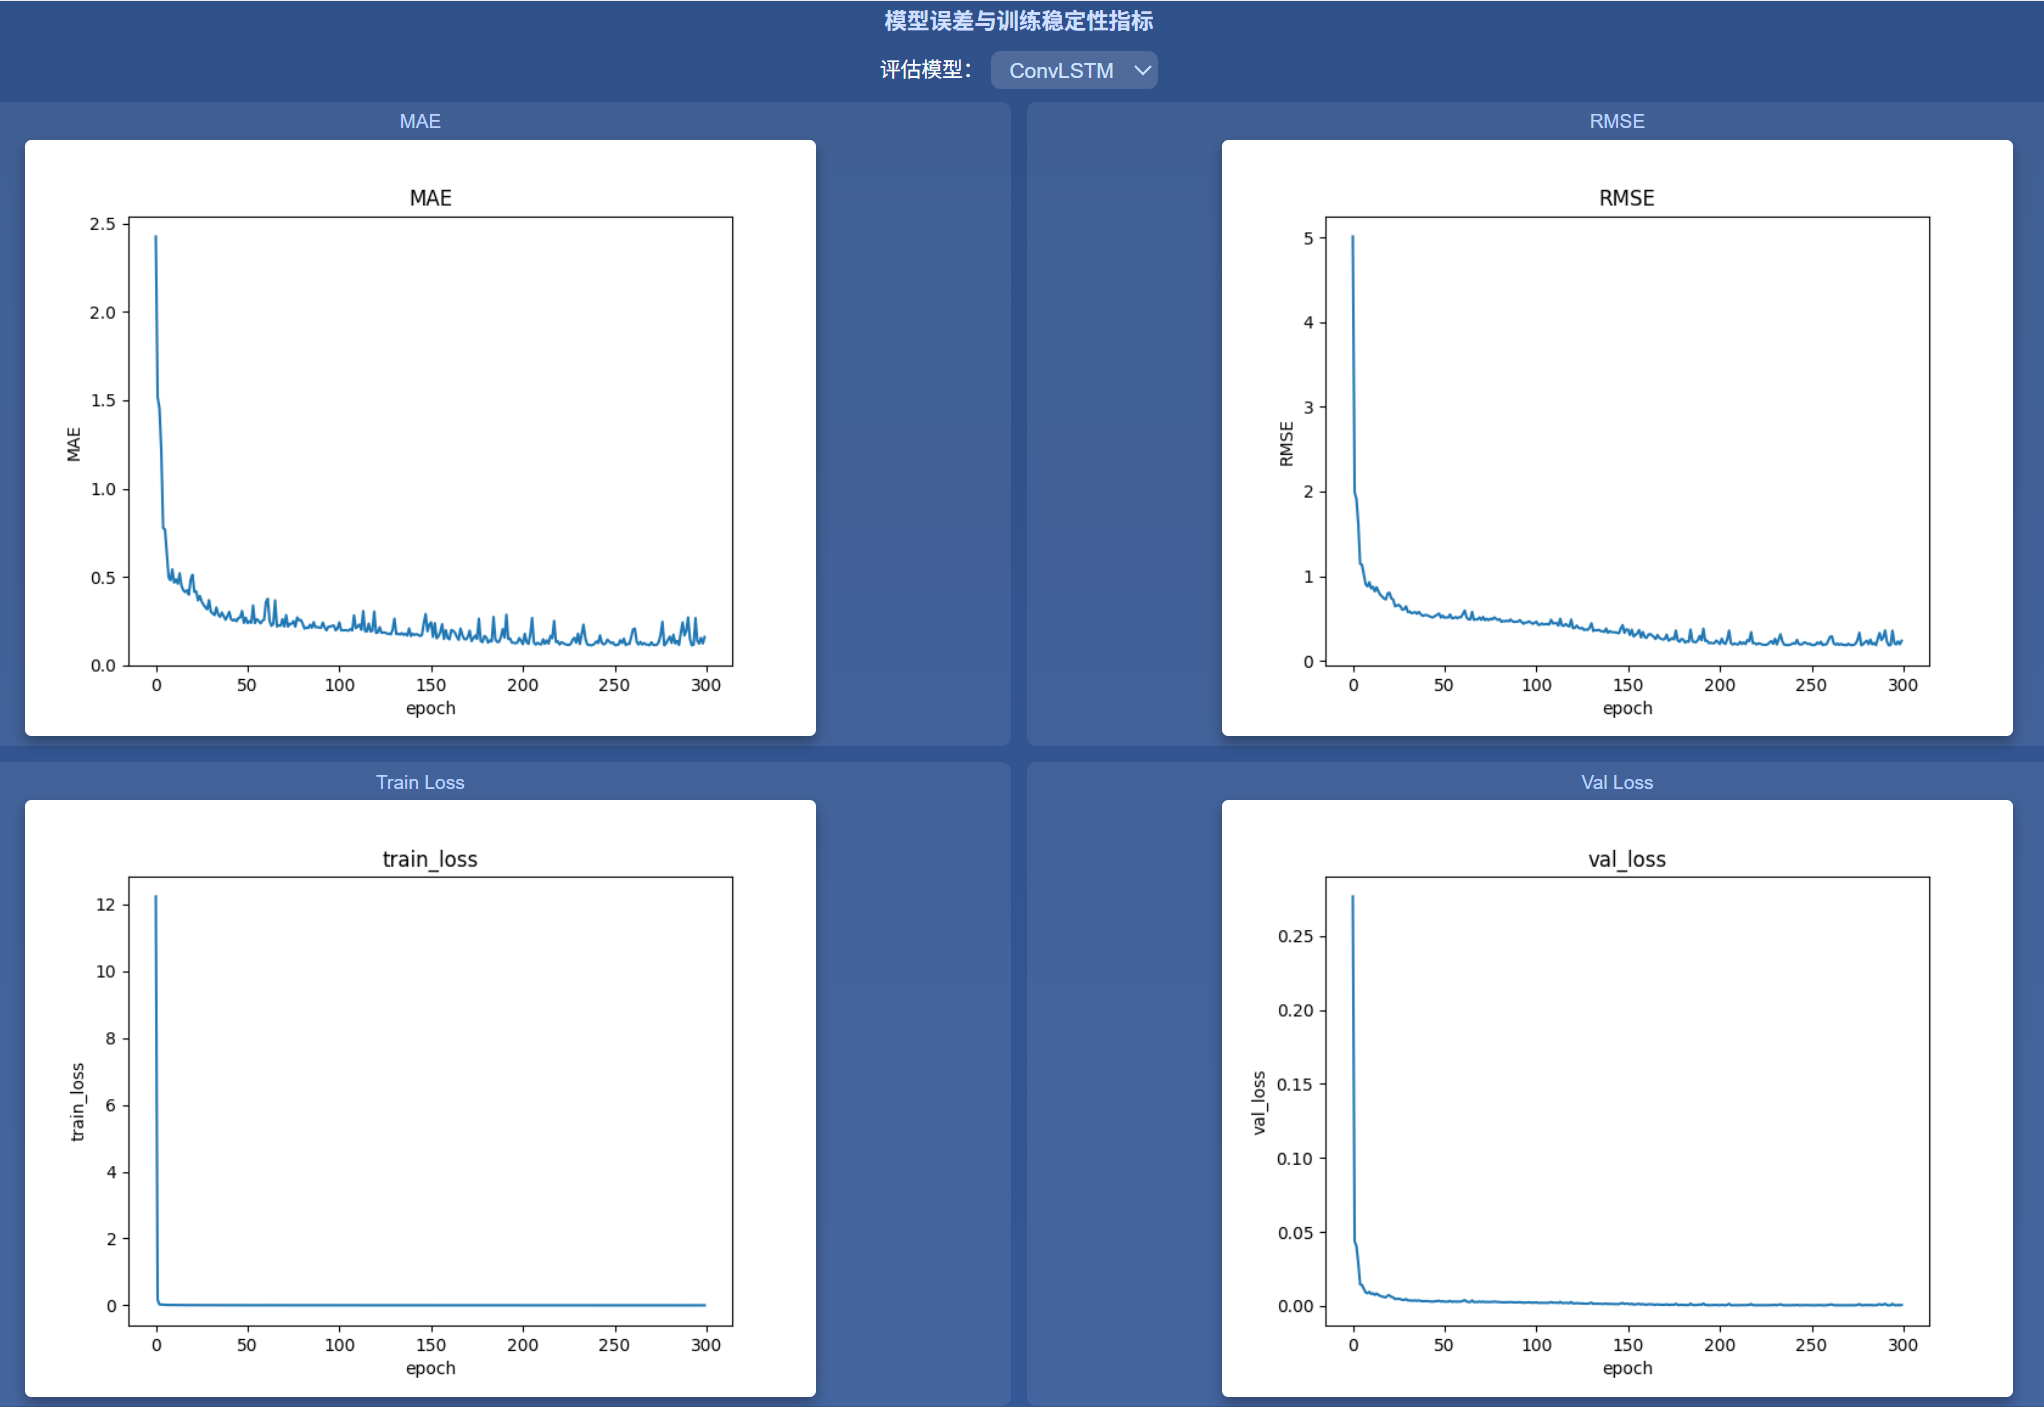 模型误差与训练稳定性指标
评估模型： ConvLSTM
MAE
MAE
2.5
2.0
1.5
1.0
0.5
0.0
MAE
0 50 100 150 200 250 300
epoch
RMSE
RMSE
5
4
3
2
1
0
RMSE
0 50 100 150 200 250 300
epoch
Train Loss
train_loss
12
10
8
6
4
2
0
train_loss
0 50 100 150 200 250 300
epoch
Val Loss
val_loss
0.25
0.20
0.15
0.10
0.05
0.00
val_loss
0 50 100 150 200 250 300
epoch